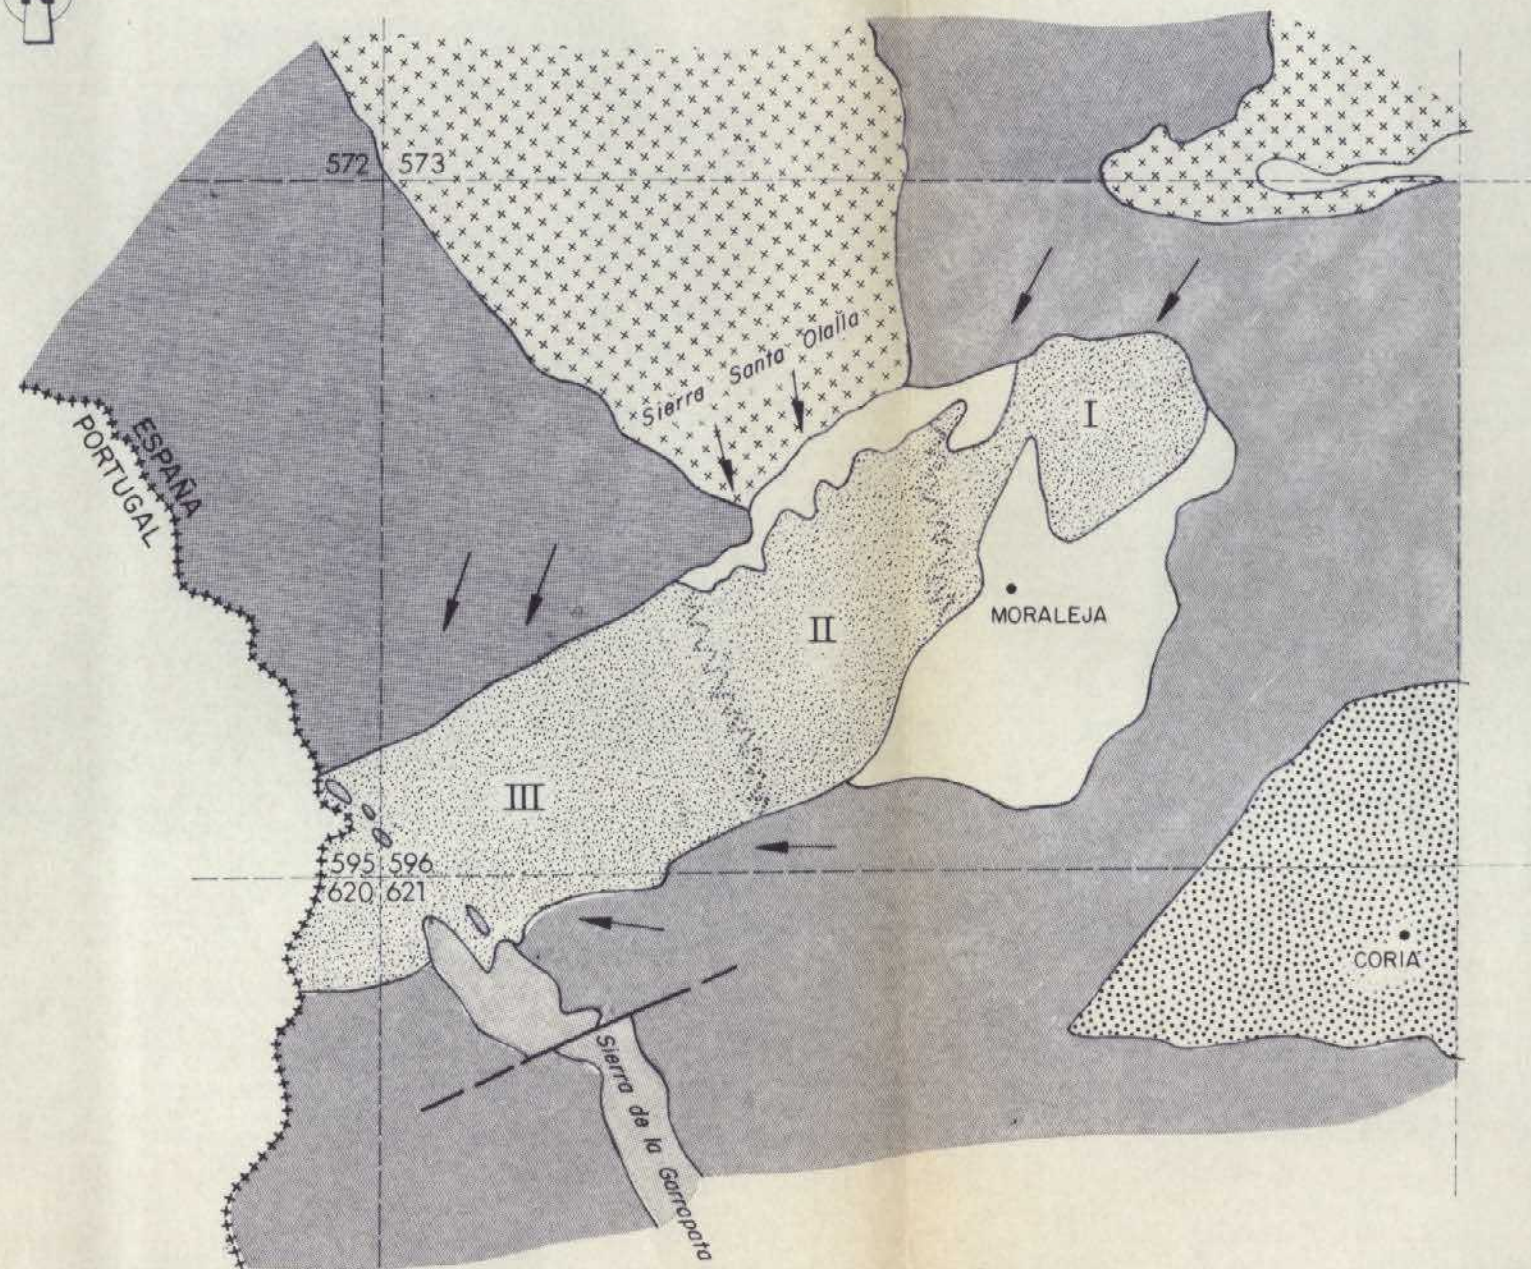 572 573
Sierra Santa Olalla
I
ESPAÑA
PORTUGAL
MORALEJA
II
III
595 596
620 621
CORIA
Sierra de la Garrapata